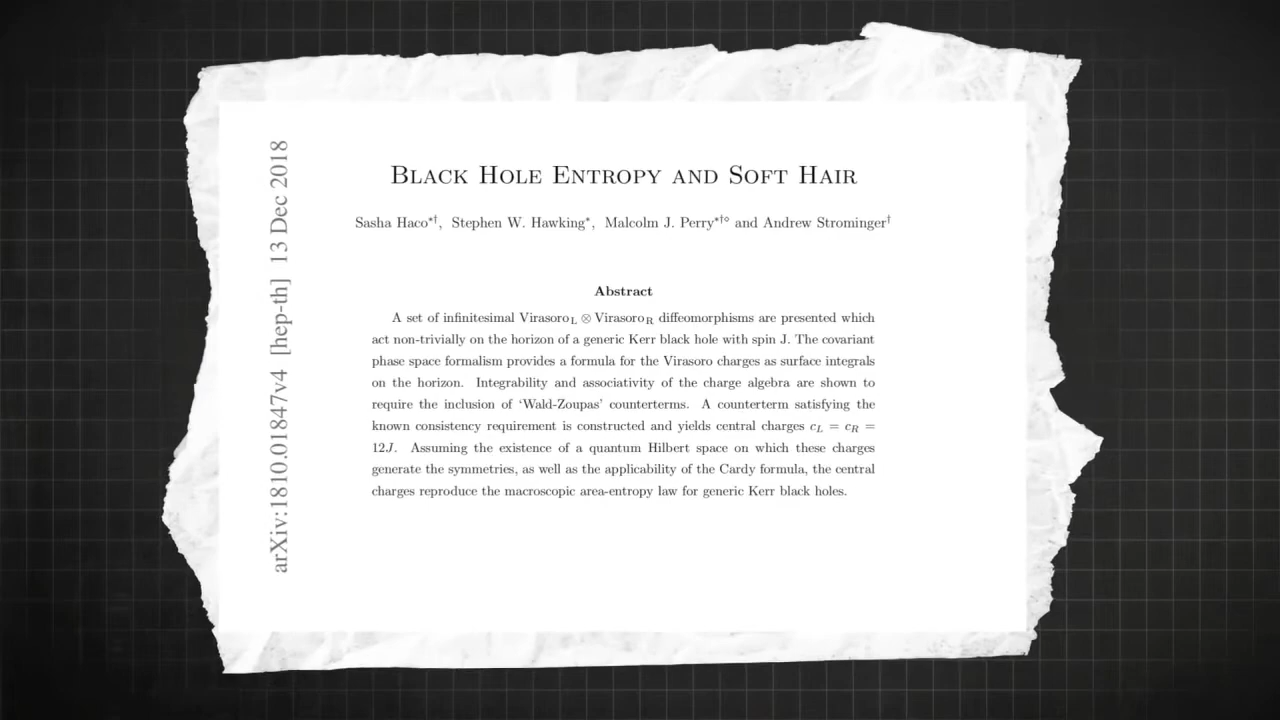 arXiv:1810.01847v4 [hep-th] 13 Dec 2018
BLACK HOLE ENTROPY AND SOFT HAIR
Sasha Haco*†, Stephen W. Hawking*, Malcolm J. Perry*†⋄ and Andrew Strominger†
Abstract
A set of infinitesimal Virasoro_L ⊗ Virasoro_R diffeomorphisms are presented which
act non-trivially on the horizon of a generic Kerr black hole with spin J. The covariant
phase space formalism provides a formula for the Virasoro charges as surface integrals
on the horizon. Integrability and associativity of the charge algebra are shown to
require the inclusion of ‘Wald-Zoupas’ counterterms. A counterterm satisfying the
known consistency requirement is constructed and yields central charges c_L = c_R =
12J. Assuming the existence of a quantum Hilbert space on which these charges
generate the symmetries, as well as the applicability of the Cardy formula, the central
charges reproduce the macroscopic area-entropy law for generic Kerr black holes.